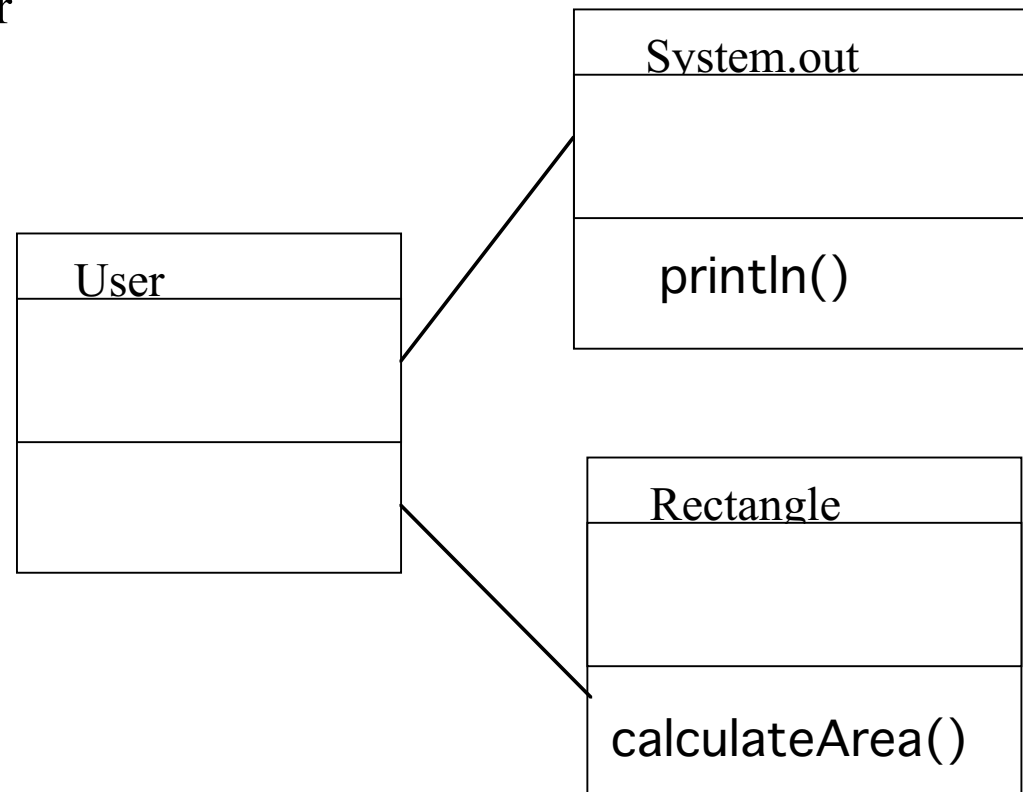 r
System.out
println()
User
Rectangle
calculateArea()